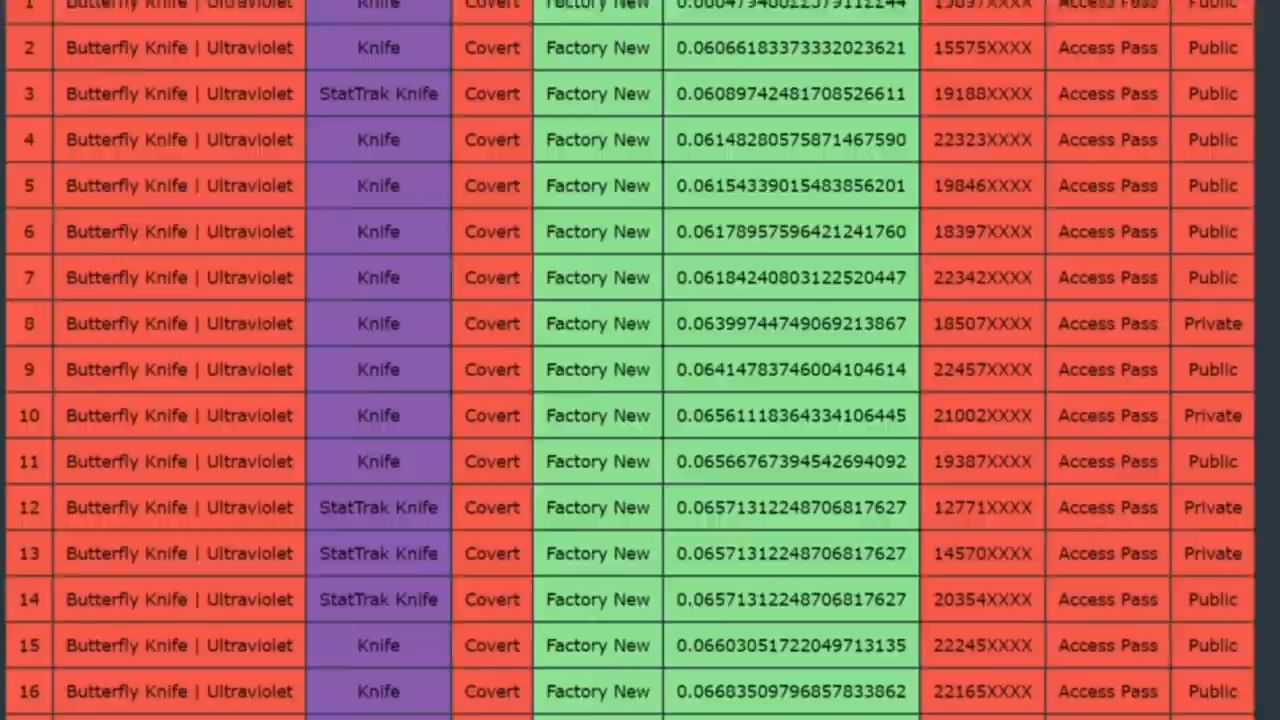 1 Butterfly Knife | Ultraviolet Knife Covert Factory New Access Pass Public
2 Butterfly Knife | Ultraviolet Knife Covert Factory New 0.06066183373332023621 15575XXXX Access Pass Public
3 Butterfly Knife | Ultraviolet StatTrak Knife Covert Factory New 0.06089742481708526611 19188XXXX Access Pass Public
4 Butterfly Knife | Ultraviolet Knife Covert Factory New 0.06148280575871467590 22323XXXX Access Pass Public
5 Butterfly Knife | Ultraviolet Knife Covert Factory New 0.06154339015483856201 19846XXXX Access Pass Public
6 Butterfly Knife | Ultraviolet Knife Covert Factory New 0.06178957596421241760 18397XXXX Access Pass Public
7 Butterfly Knife | Ultraviolet Knife Covert Factory New 0.06184240803122520447 22342XXXX Access Pass Public
8 Butterfly Knife | Ultraviolet Knife Covert Factory New 0.06399744749069213867 18507XXXX Access Pass Private
9 Butterfly Knife | Ultraviolet Knife Covert Factory New 0.06414783746004104614 22457XXXX Access Pass Public
10 Butterfly Knife | Ultraviolet Knife Covert Factory New 0.06561118364334106445 21002XXXX Access Pass Private
11 Butterfly Knife | Ultraviolet Knife Covert Factory New 0.06566767394542694092 19387XXXX Access Pass Public
12 Butterfly Knife | Ultraviolet StatTrak Knife Covert Factory New 0.06571312248706817627 12771XXXX Access Pass Private
13 Butterfly Knife | Ultraviolet StatTrak Knife Covert Factory New 0.06571312248706817627 14570XXXX Access Pass Private
14 Butterfly Knife | Ultraviolet StatTrak Knife Covert Factory New 0.06571312248706817627 20354XXXX Access Pass Public
15 Butterfly Knife | Ultraviolet Knife Covert Factory New 0.06603051722049713135 22245XXXX Access Pass Public
16 Butterfly Knife | Ultraviolet Knife Covert Factory New 0.06683509796857833862 22165XXXX Access Pass Public